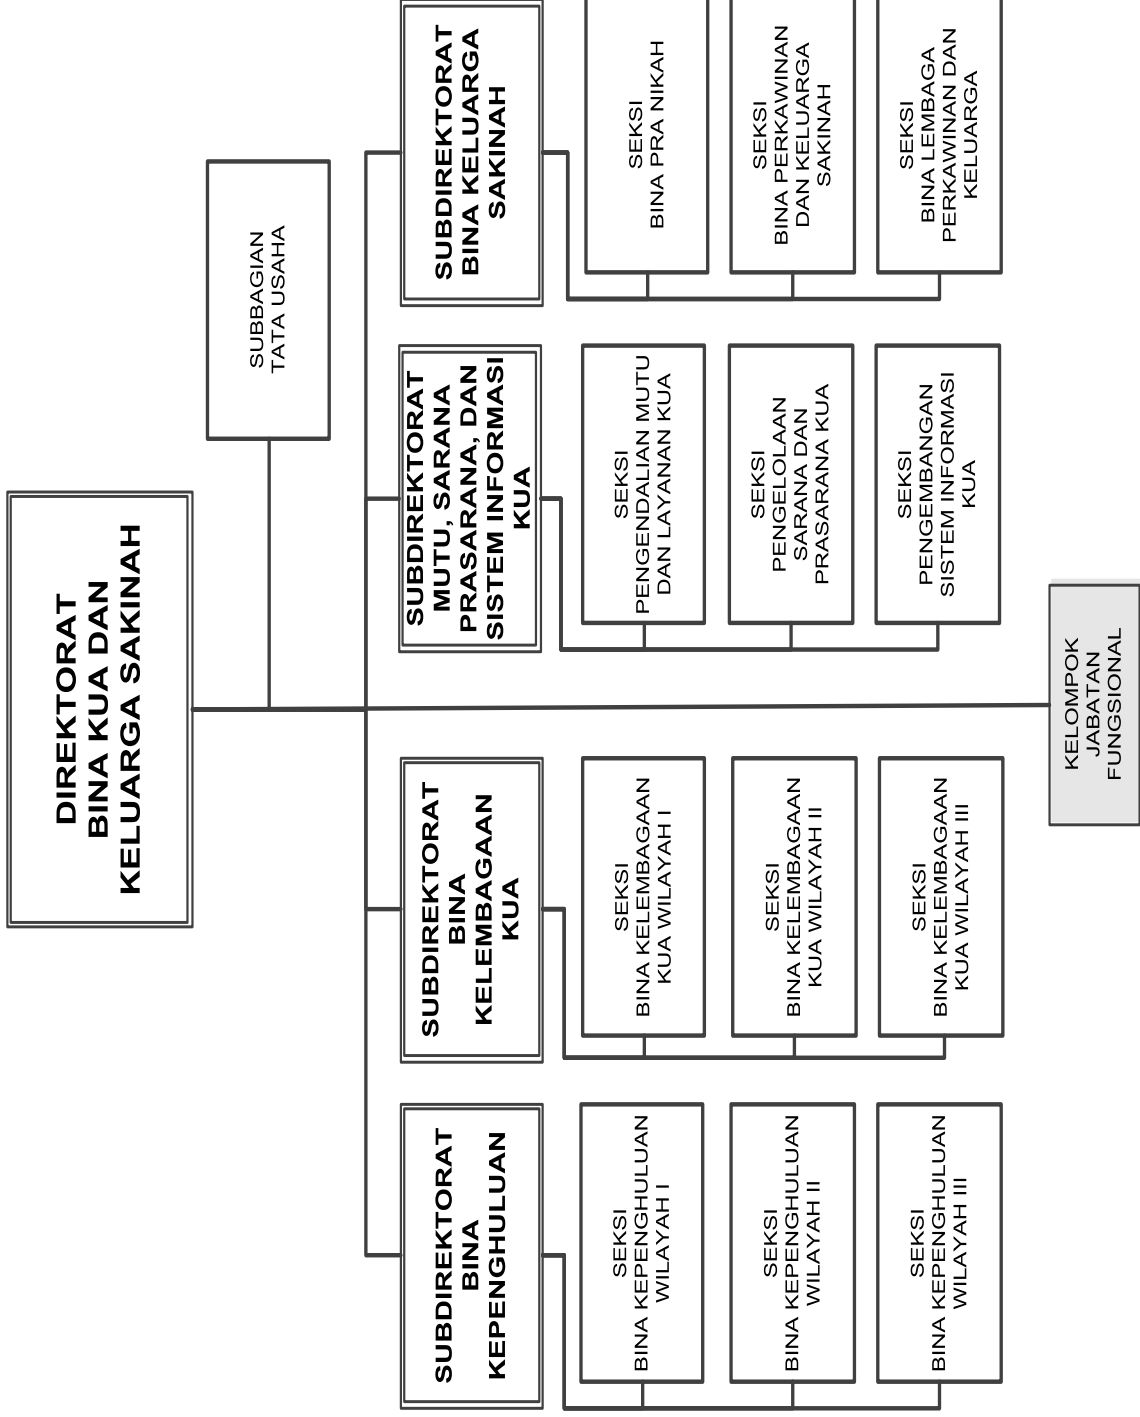 DIREKTORAT
BINA KUA DAN
KELUARGA SAKINAH
SUBBAGIAN
TATA USAHA
SUBDIREKTORAT
BINA
KEPENGHULUAN
SUBDIREKTORAT
BINA
KELEMBAGAAN
KUA
SUBDIREKTORAT
MUTU, SARANA
PRASARANA, DAN
SISTEM INFORMASI
KUA
SUBDIREKTORAT
BINA KELUARGA
SAKINAH
SEKSI
BINA KEPENGHULUAN
WILAYAH I
SEKSI
BINA KELEMBAGAAN
KUA WILAYAH I
SEKSI
PENGENDALIAN MUTU
DAN LAYANAN KUA
SEKSI
BINA PRA NIKAH
SEKSI
BINA KEPENGHULUAN
WILAYAH II
SEKSI
BINA KELEMBAGAAN
KUA WILAYAH II
SEKSI
PENGELOLAAN
SARANA DAN
PRASARANA KUA
SEKSI
BINA PERKAWINAN
DAN KELUARGA
SAKINAH
SEKSI
BINA KEPENGHULUAN
WILAYAH III
SEKSI
BINA KELEMBAGAAN
KUA WILAYAH III
SEKSI
PENGEMBANGAN
SISTEM INFORMASI
KUA
SEKSI
BINA LEMBAGA
PERKAWINAN DAN
KELUARGA
KELOMPOK
JABATAN
FUNGSIONAL